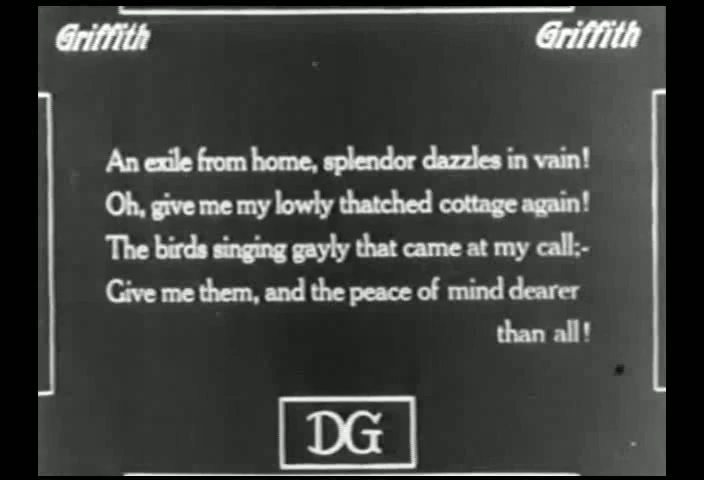 Griffith
Griffith
An exile from home, splendor dazzles in vain!
Oh, give me my lowly thatched cottage again!
The birds singing gayly that came at my call:-
Give me them, and the peace of mind dearer
than all!
DG